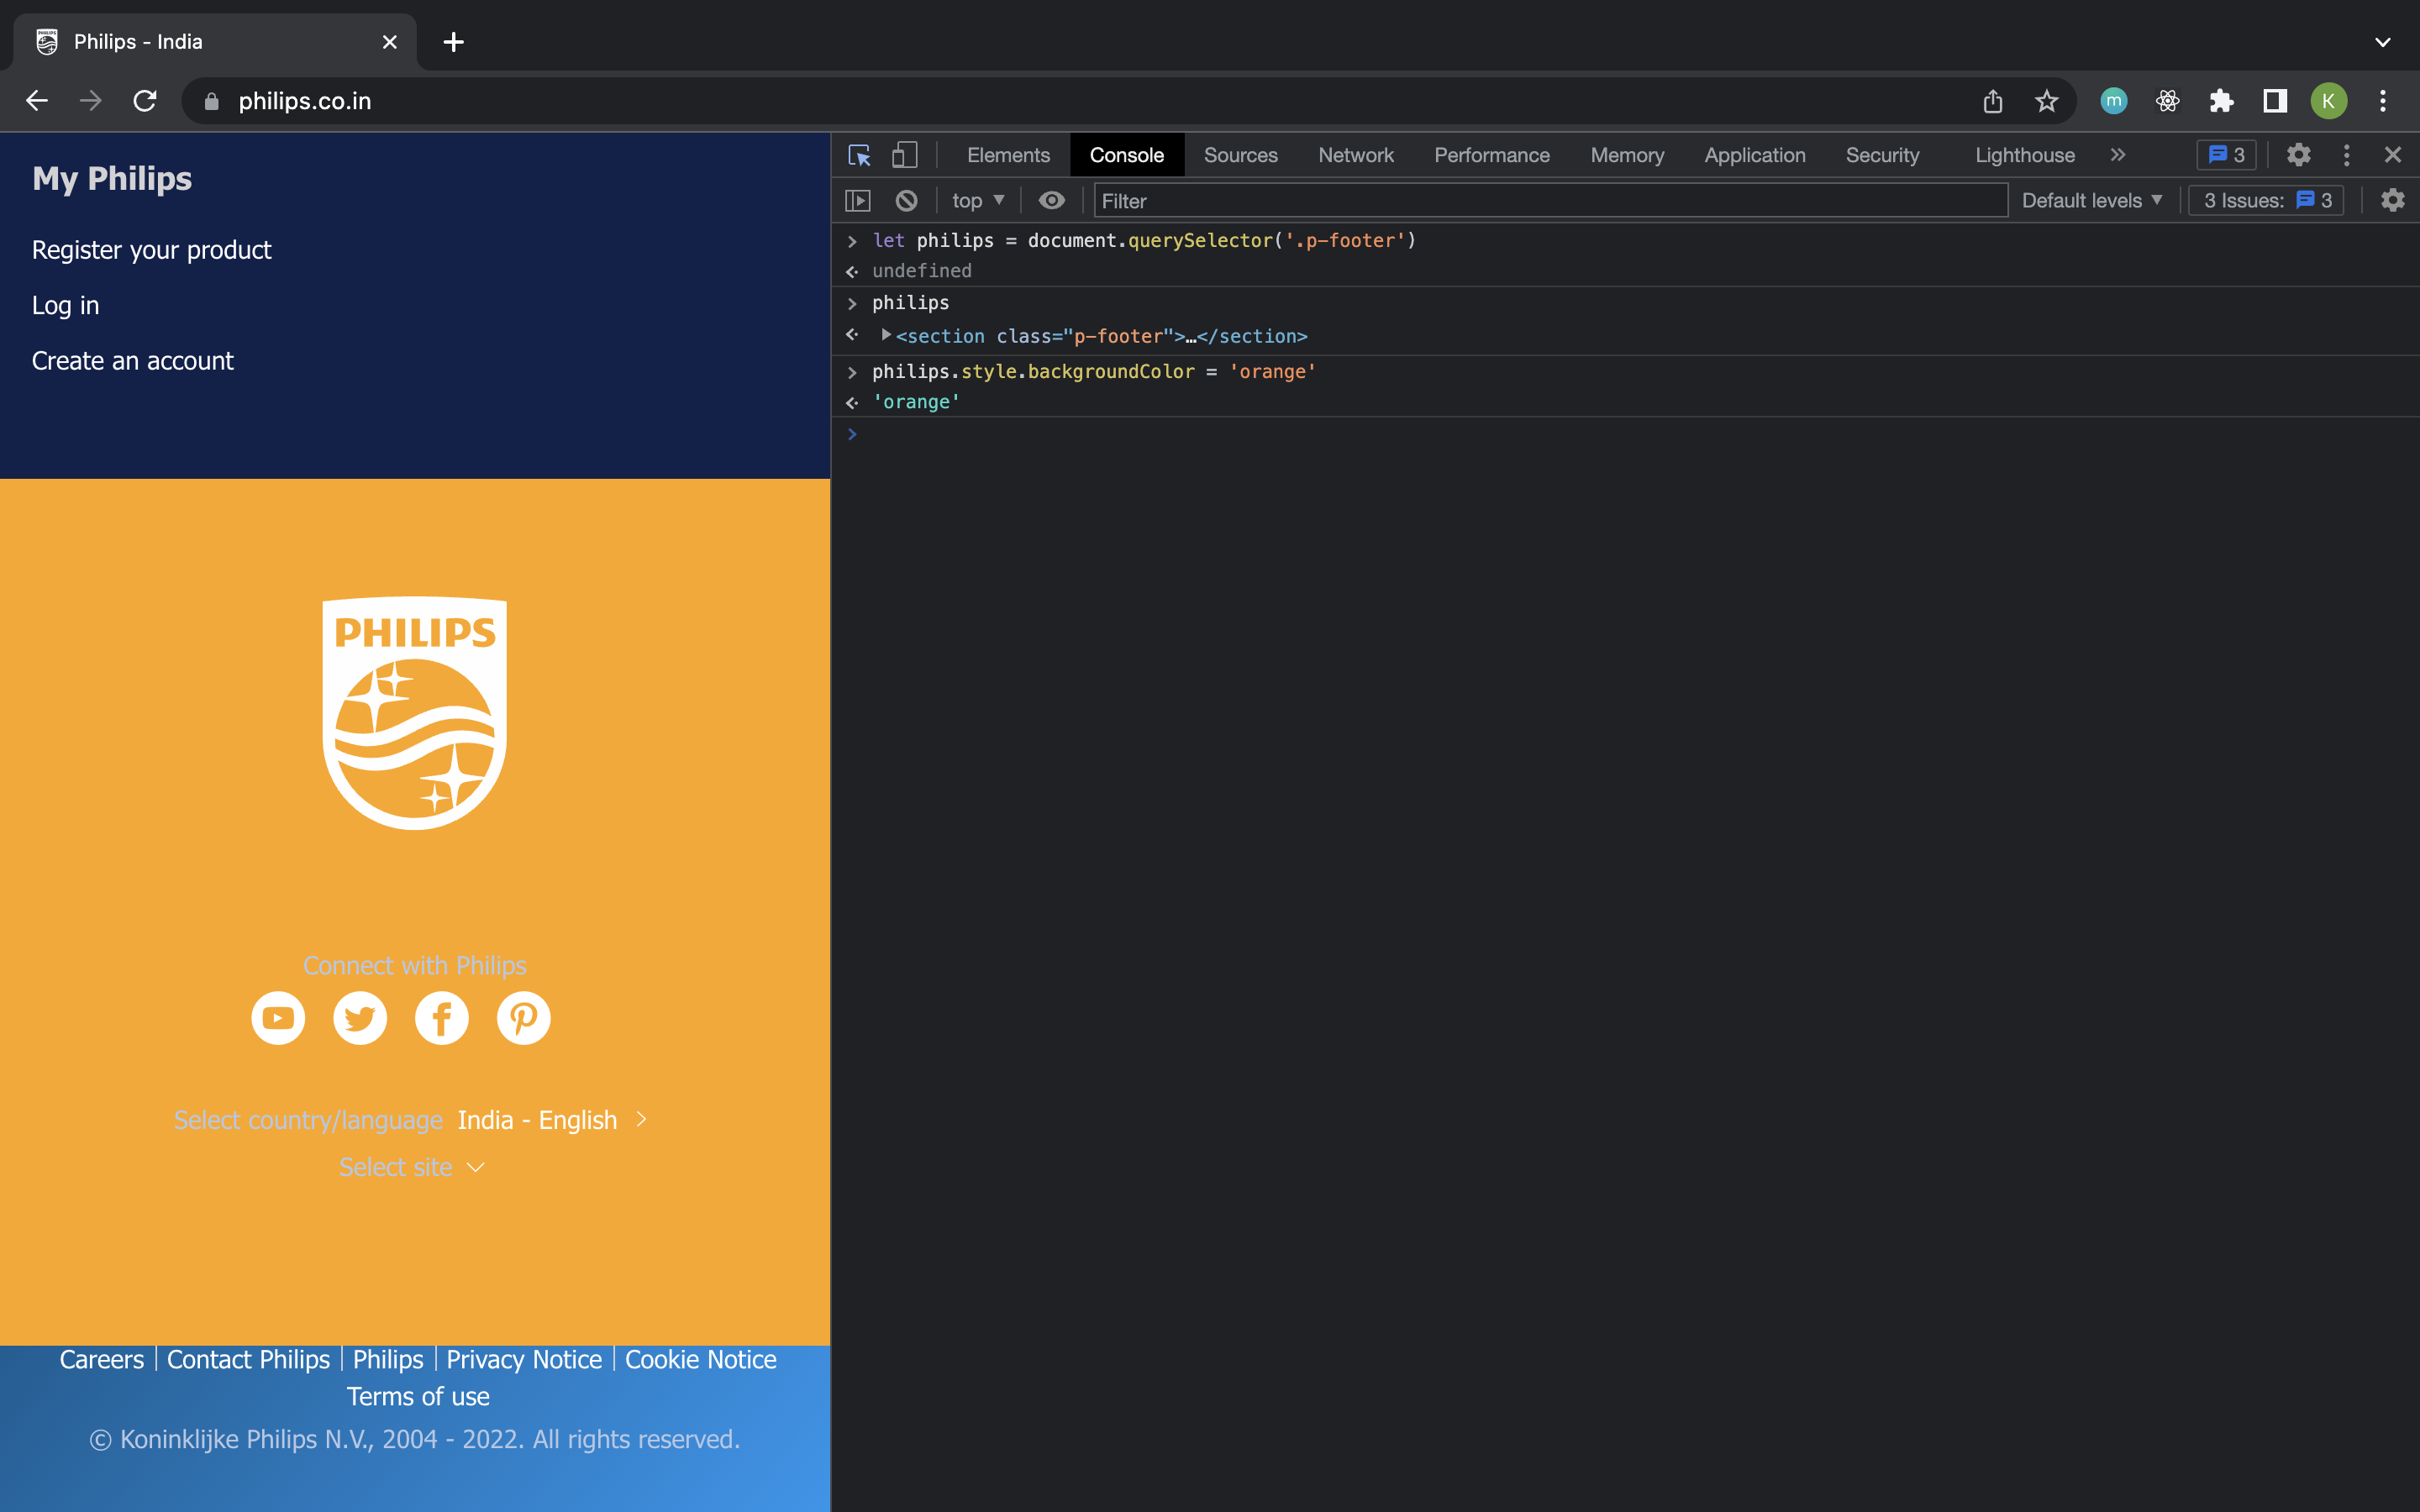 Philips - India
philips.co.in
m
K
My Philips
Register your product
Log in
Create an account
PHILIPS
Connect with Philips
Select country/language India - English
Select site
Careers | Contact Philips | Philips | Privacy Notice | Cookie Notice
Terms of use
© Koninklijke Philips N.V., 2004 - 2022. All rights reserved.
Elements Console Sources Network Performance Memory Application Security Lighthouse » 3
top ▼ Filter Default levels ▼ 3 Issues: 3
let philips = document.querySelector('.p-footer')
undefined
philips
<section class="p-footer">…</section>
philips.style.backgroundColor = 'orange'
'orange'